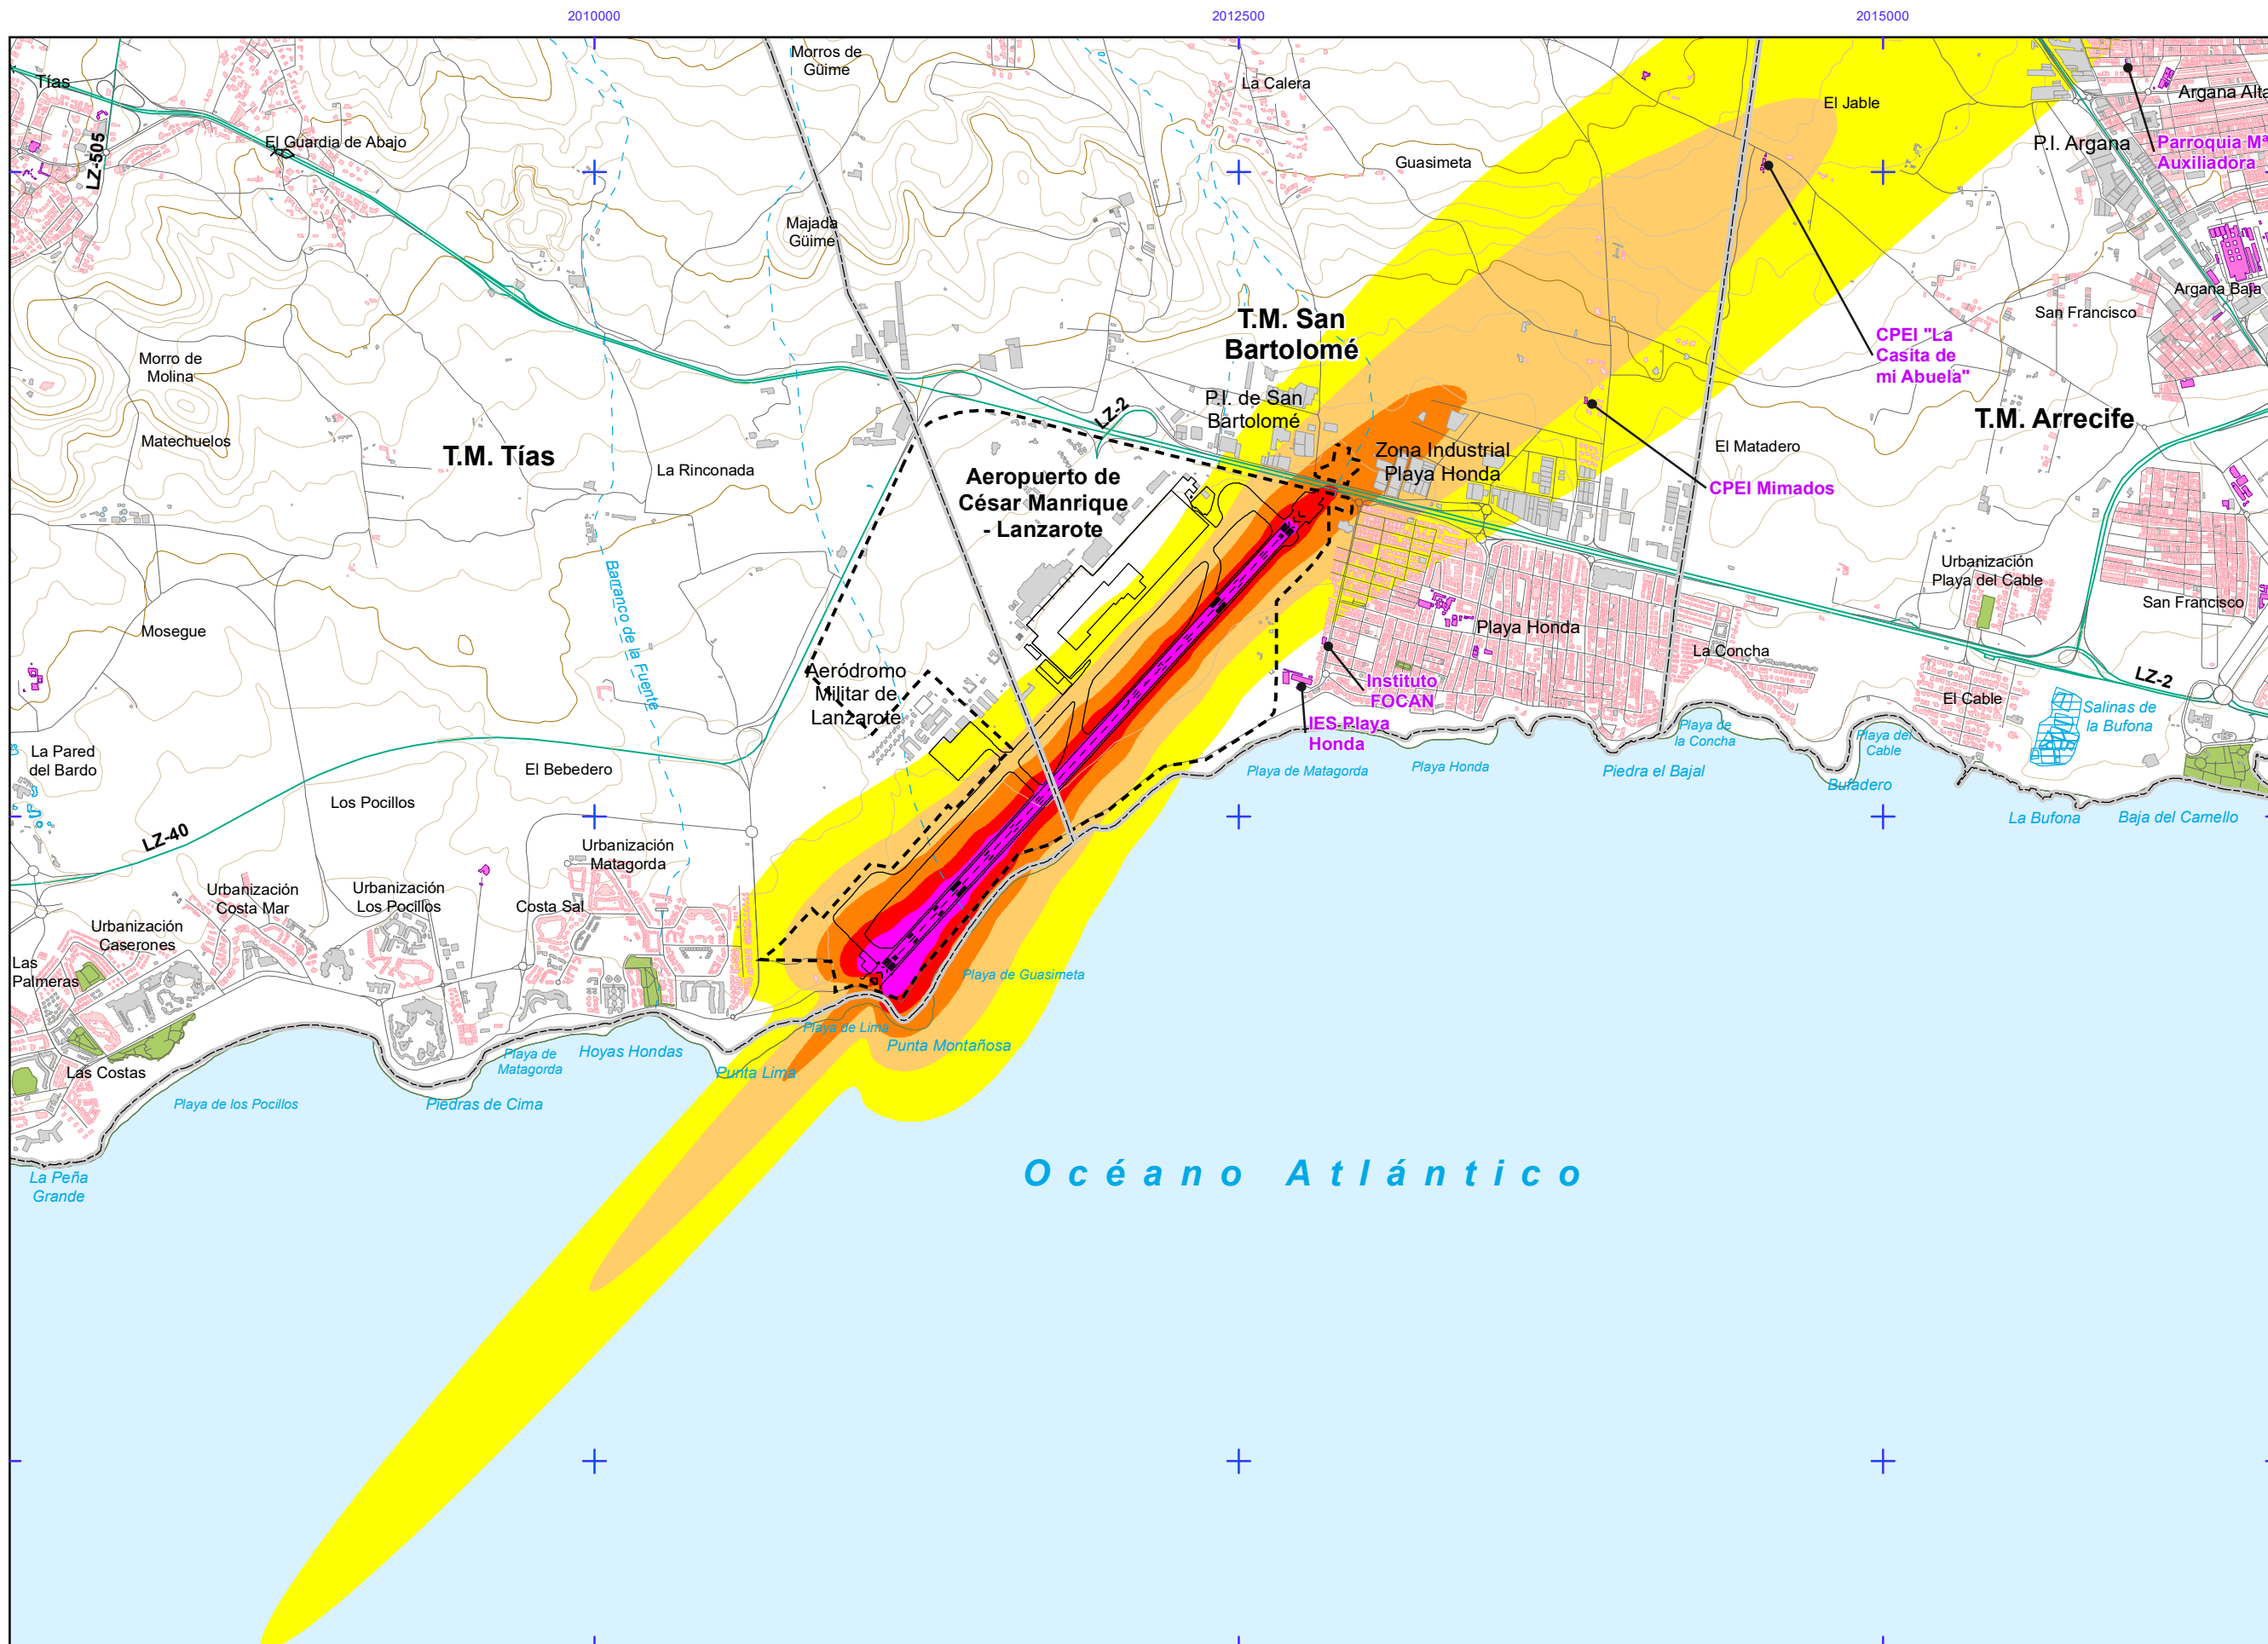 2010000
2012500
2015000
Tías
LZ-505
El Guardia de Abajo
Morros de
Güime
La Calera
El Jable
Argana Alta
P.I. Argana
Parroquia Mª
Auxiliadora
Guasimeta
Majada
Güime
Argana Baja
San Francisco
T.M. San
Bartolomé
CPEI "La
Casita de
mi Abuela"
Morro de
Molina
Matechuelos
T.M. Tías
La Rinconada
P.I. de San
Bartolomé
LZ-2
Zona Industrial
Playa Honda
T.M. Arrecife
El Matadero
CPEI Mimados
Aeropuerto de
César Manrique
- Lanzarote
Barranco de la Fuente
Urbanización
Playa del Cable
San Francisco
Mosegue
Playa Honda
La Concha
LZ-2
Aeródromo
Militar de
Lanzarote
Instituto
FOCAN
IES Playa
Honda
El Cable
Salinas de
la Bufona
Playa de
la Concha
Playa del
Cable
La Pared
del Bardo
El Bebedero
Playa de Matagorda
Playa Honda
Piedra el Bajal
Bufadero
La Bufona
Baja del Camello
Los Pocillos
LZ-40
Urbanización
Matagorda
Urbanización
Costa Mar
Urbanización
Los Pocillos
Costa Sal
Urbanización
Caserones
Las
Palmeras
Playa de Guasimeta
Playa de Lima
Punta Montañosa
Playa de
Matagorda
Hoyas Hondas
Punta Lima
Las Costas
Playa de los Pocillos
Piedras de Cima
La Peña
Grande
Océano Atlántico